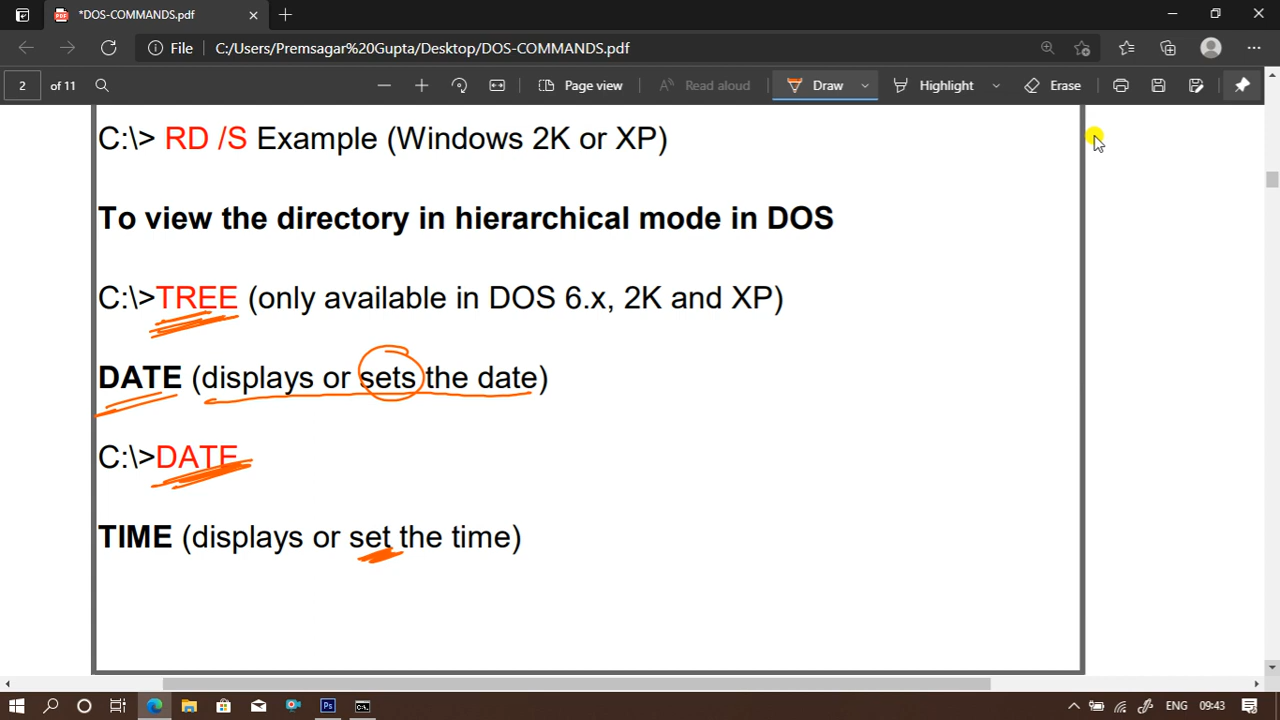 *DOS-COMMANDS.pdf
File C:/Users/Premsagar%20Gupta/Desktop/DOS-COMMANDS.pdf
2 of 11 Page view Read aloud Draw Highlight Erase
C:\> RD /S Example (Windows 2K or XP)
To view the directory in hierarchical mode in DOS
C:\>TREE (only available in DOS 6.x, 2K and XP)
DATE (displays or sets the date)
C:\>DATE
TIME (displays or set the time)
ENG 09:43